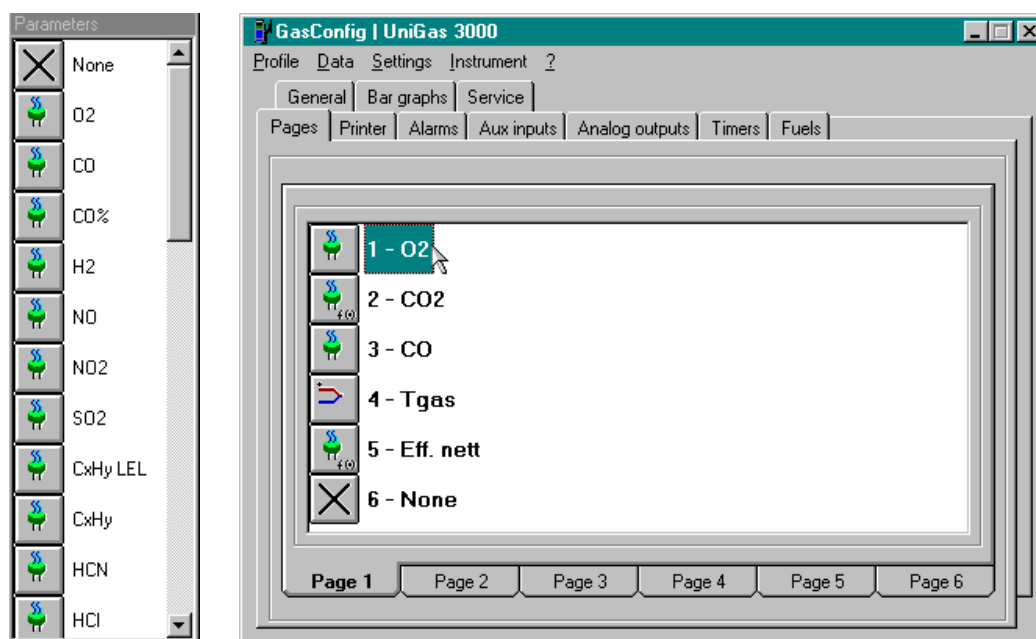 Parameters
None
O2
CO
CO%
H2
NO
NO2
SO2
CxHy LEL
CxHy
HCN
HCl
GasConfig | UniGas 3000
Profile Data Settings Instrument ?
General Bar graphs Service
Pages Printer Alarms Aux inputs Analog outputs Timers Fuels
1 - O2
2 - CO2
f(x)
3 - CO
4 - Tgas
5 - Eff. nett
f(x)
6 - None
Page 1 Page 2 Page 3 Page 4 Page 5 Page 6